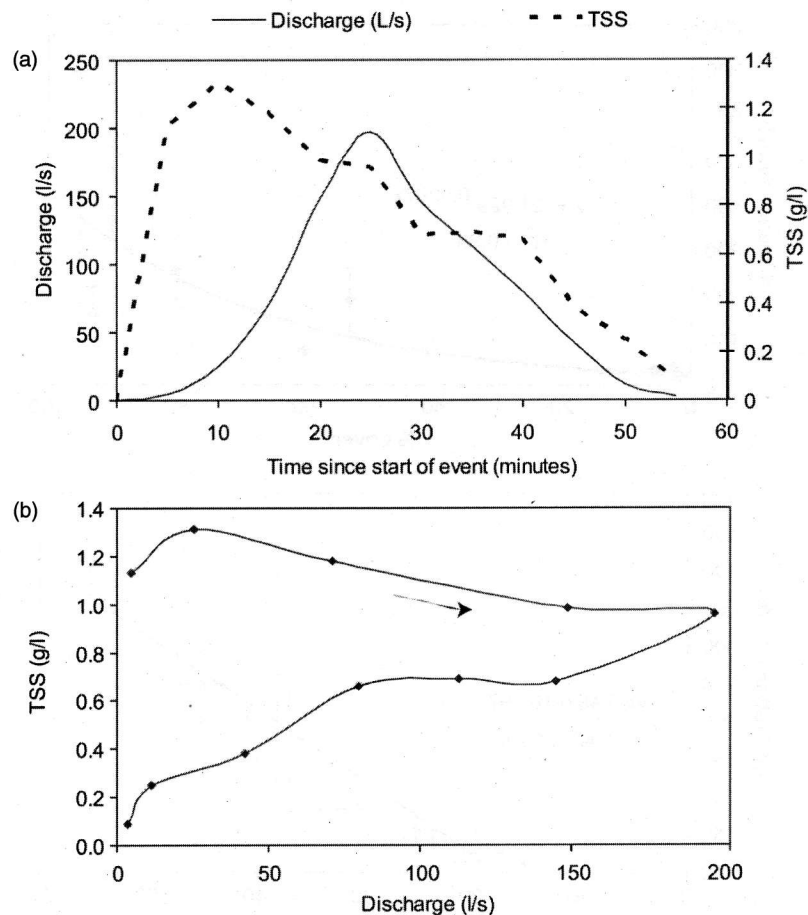 Discharge (L/s) TSS
(a)
250
200
150
100
50
0
Discharge (l/s)
1.4
1.2
1
0.8
0.6
0.4
0.2
0
TSS (g/l)
0 10 20 30 40 50 60
Time since start of event (minutes)
(b)
1.4
1.2
1.0
0.8
0.6
0.4
0.2
0.0
TSS (g/l)
0 50 100 150 200
Discharge (l/s)